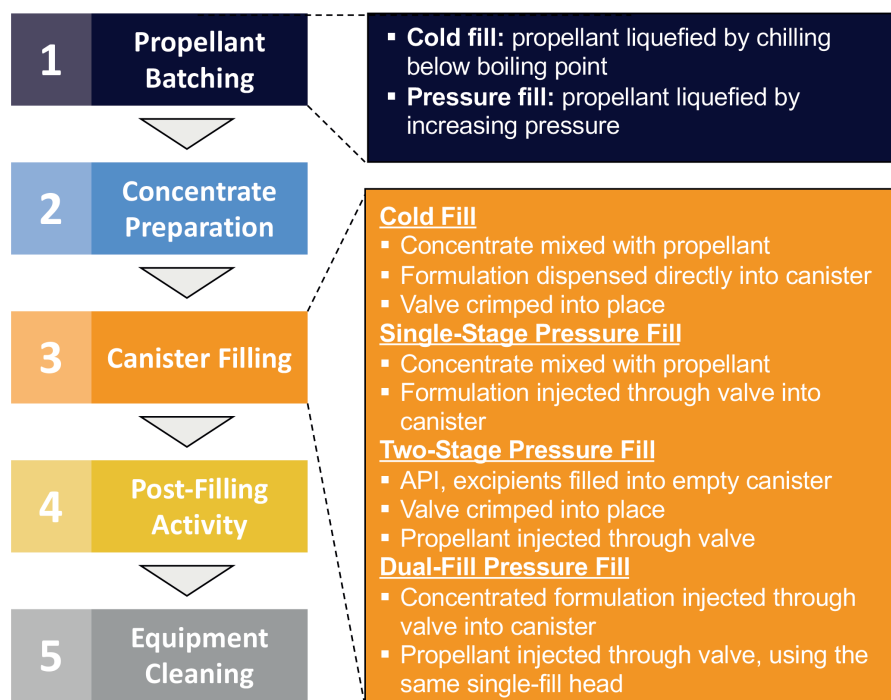 1
Propellant
Batching
▪ Cold fill: propellant liquefied by chilling
below boiling point
▪ Pressure fill: propellant liquefied by
increasing pressure
2
Concentrate
Preparation
3
Canister Filling
Cold Fill
▪ Concentrate mixed with propellant
▪ Formulation dispensed directly into canister
▪ Valve crimped into place
Single-Stage Pressure Fill
▪ Concentrate mixed with propellant
▪ Formulation injected through valve into
canister
Two-Stage Pressure Fill
▪ API, excipients filled into empty canister
▪ Valve crimped into place
▪ Propellant injected through valve
Dual-Fill Pressure Fill
▪ Concentrated formulation injected through
valve into canister
▪ Propellant injected through valve, using the
same single-fill head
4
Post-Filling
Activity
5
Equipment
Cleaning